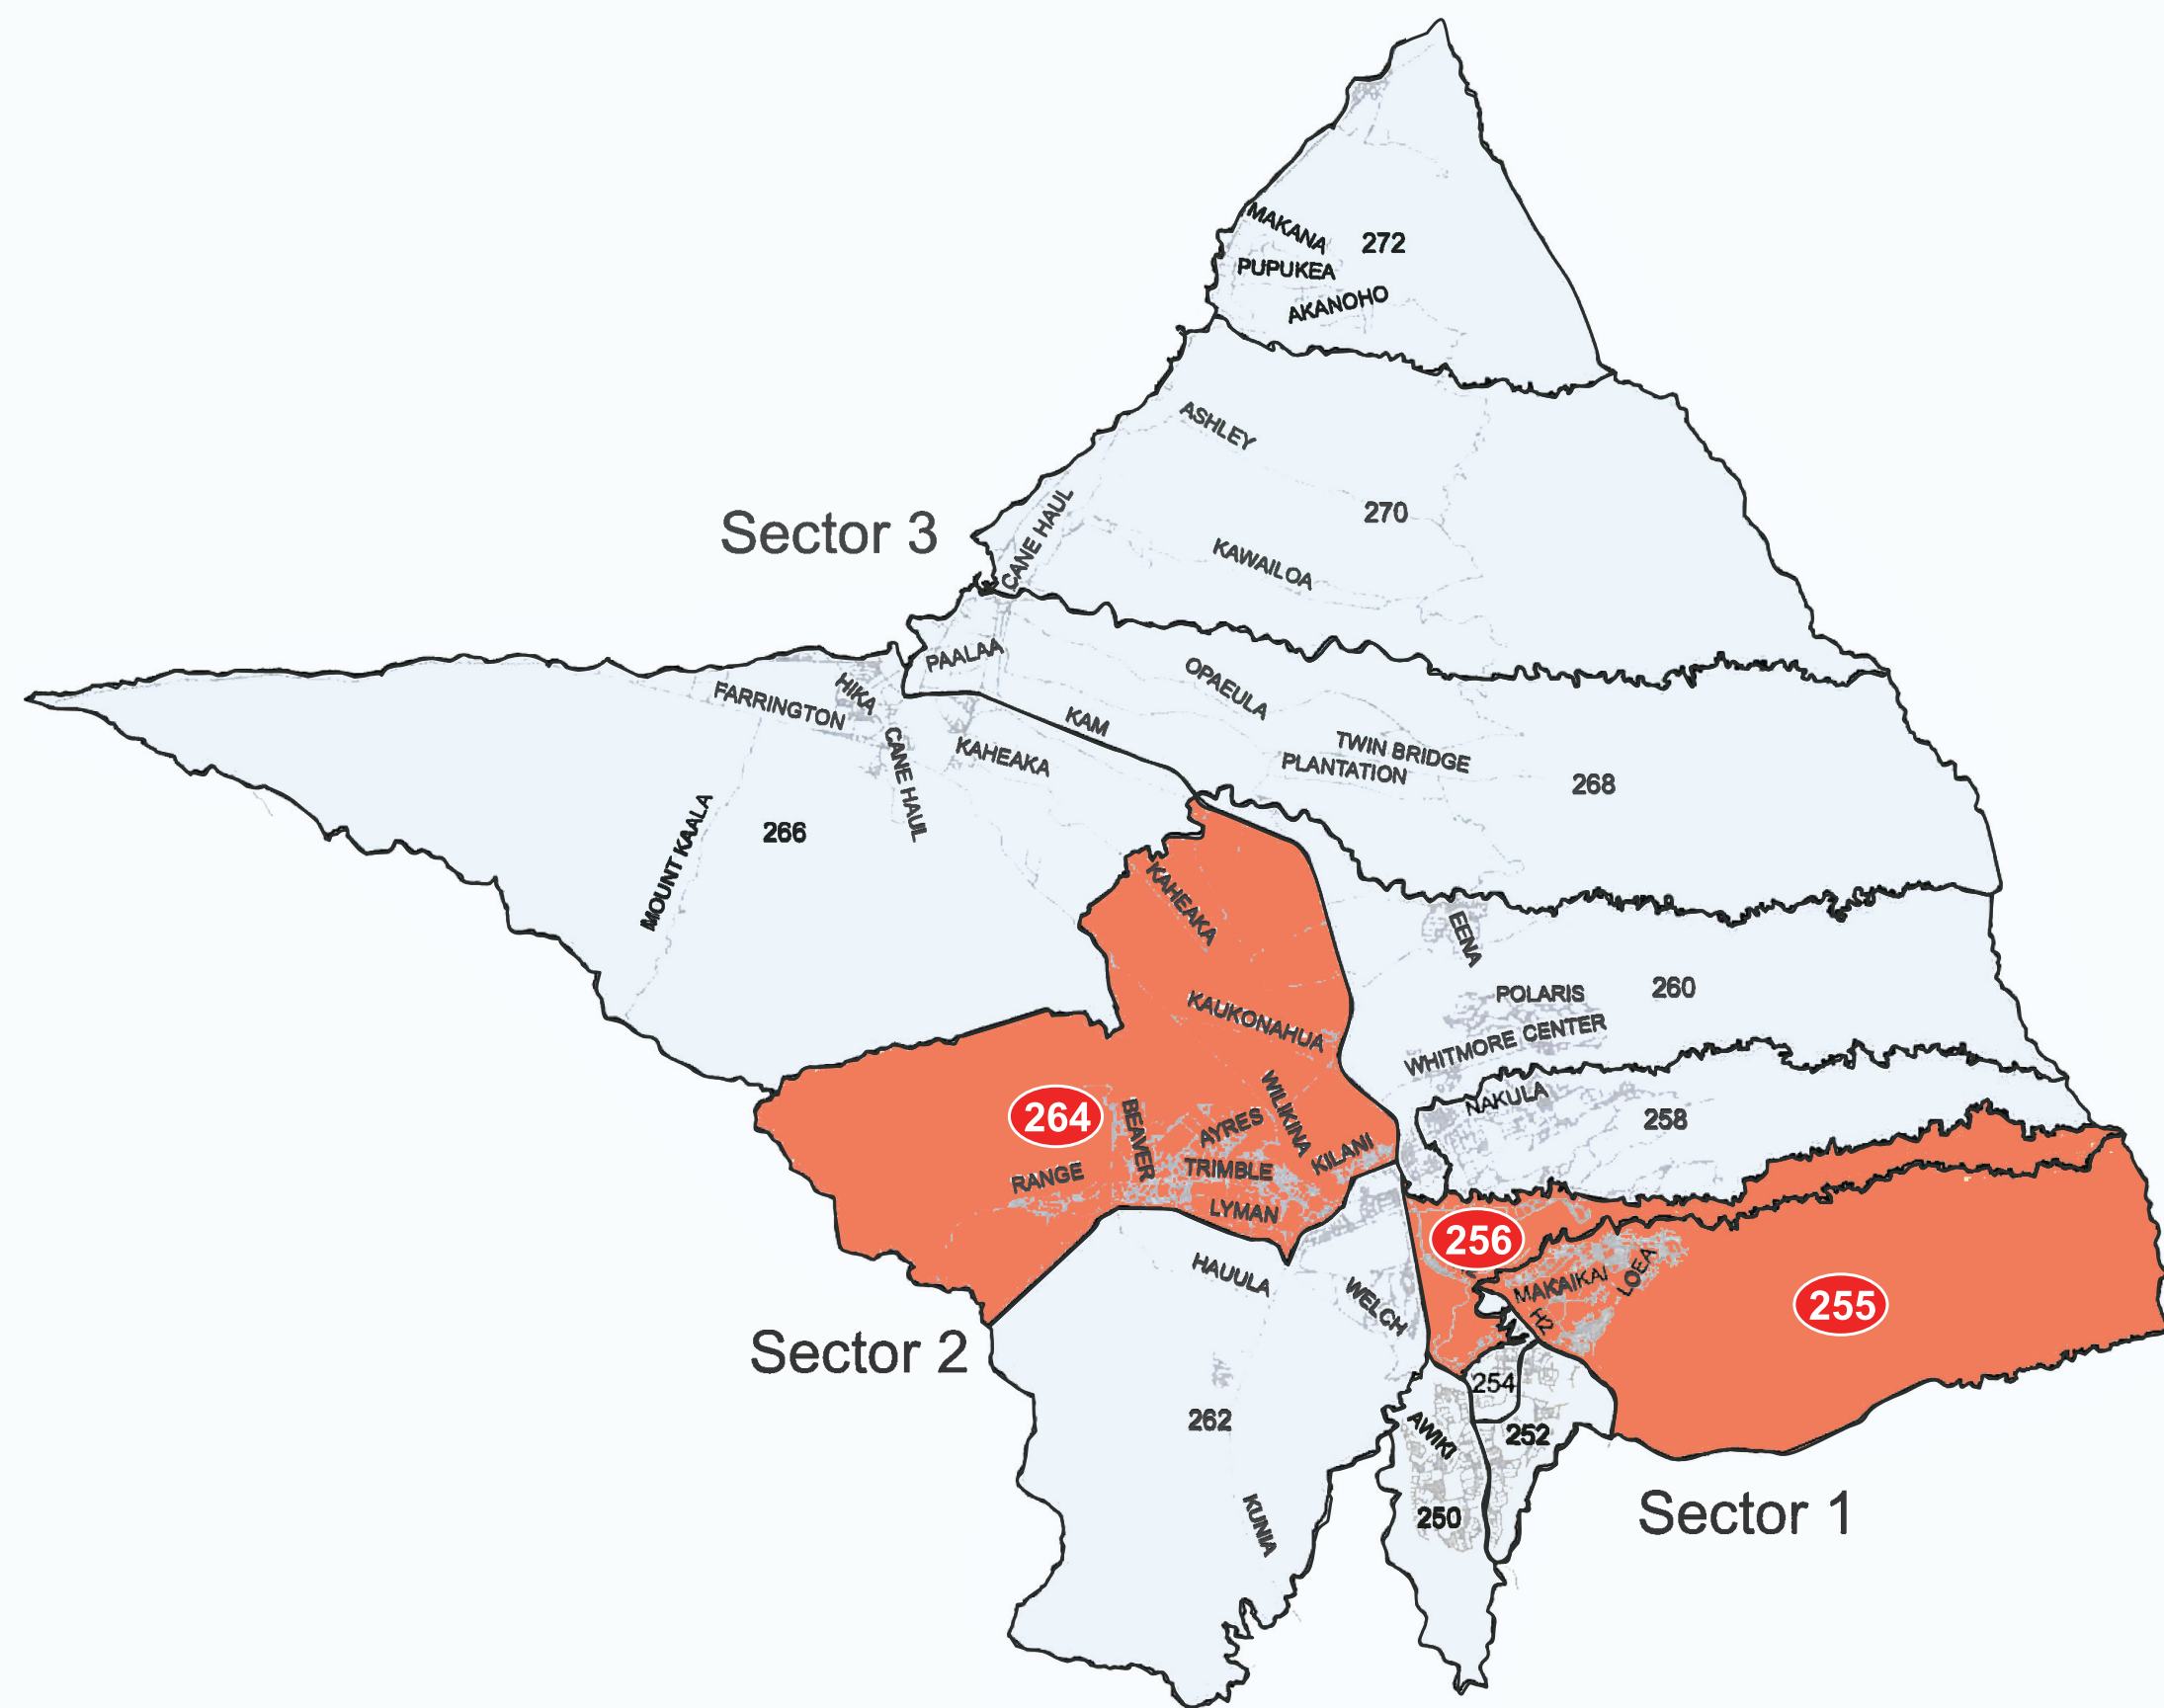 MAKANA
272
PUPUKEA
AKANOHO
ASHLEY
270
Sector 3
CANE HAUL
KAWAILOA
PAALAA
OPAEULA
HIKA
FARRINGTON
KAM
TWIN BRIDGE
PLANTATION
KAHEAKA
CANE HAUL
268
266
MOUNT KAALA
KAHEAKA
EENA
POLARIS
260
KAUKONAHUA
WHITMORE CENTER
NAKULA
258
264
BEAVER
AYRES
WILIKINA
KILANI
TRIMBLE
RANGE
LYMAN
256
HAUULA
WELCH
MAKAIKAI
LOEA
H2
255
Sector 2
254
262
AWIKI
252
250
Sector 1
KUNIA